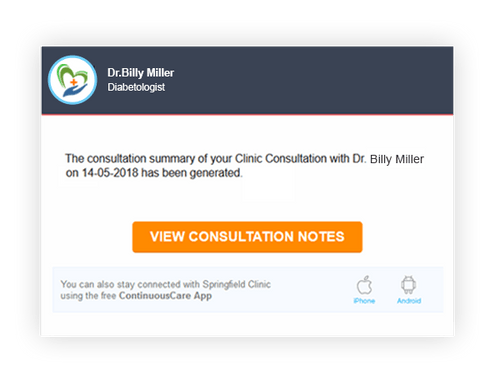 Dr.Billy Miller
Diabetologist
The consultation summary of your Clinic Consultation with Dr. Billy Miller
on 14-05-2018 has been generated.
VIEW CONSULTATION NOTES
You can also stay connected with Springfield Clinic
using the free ContinuousCare App
iPhone
Android